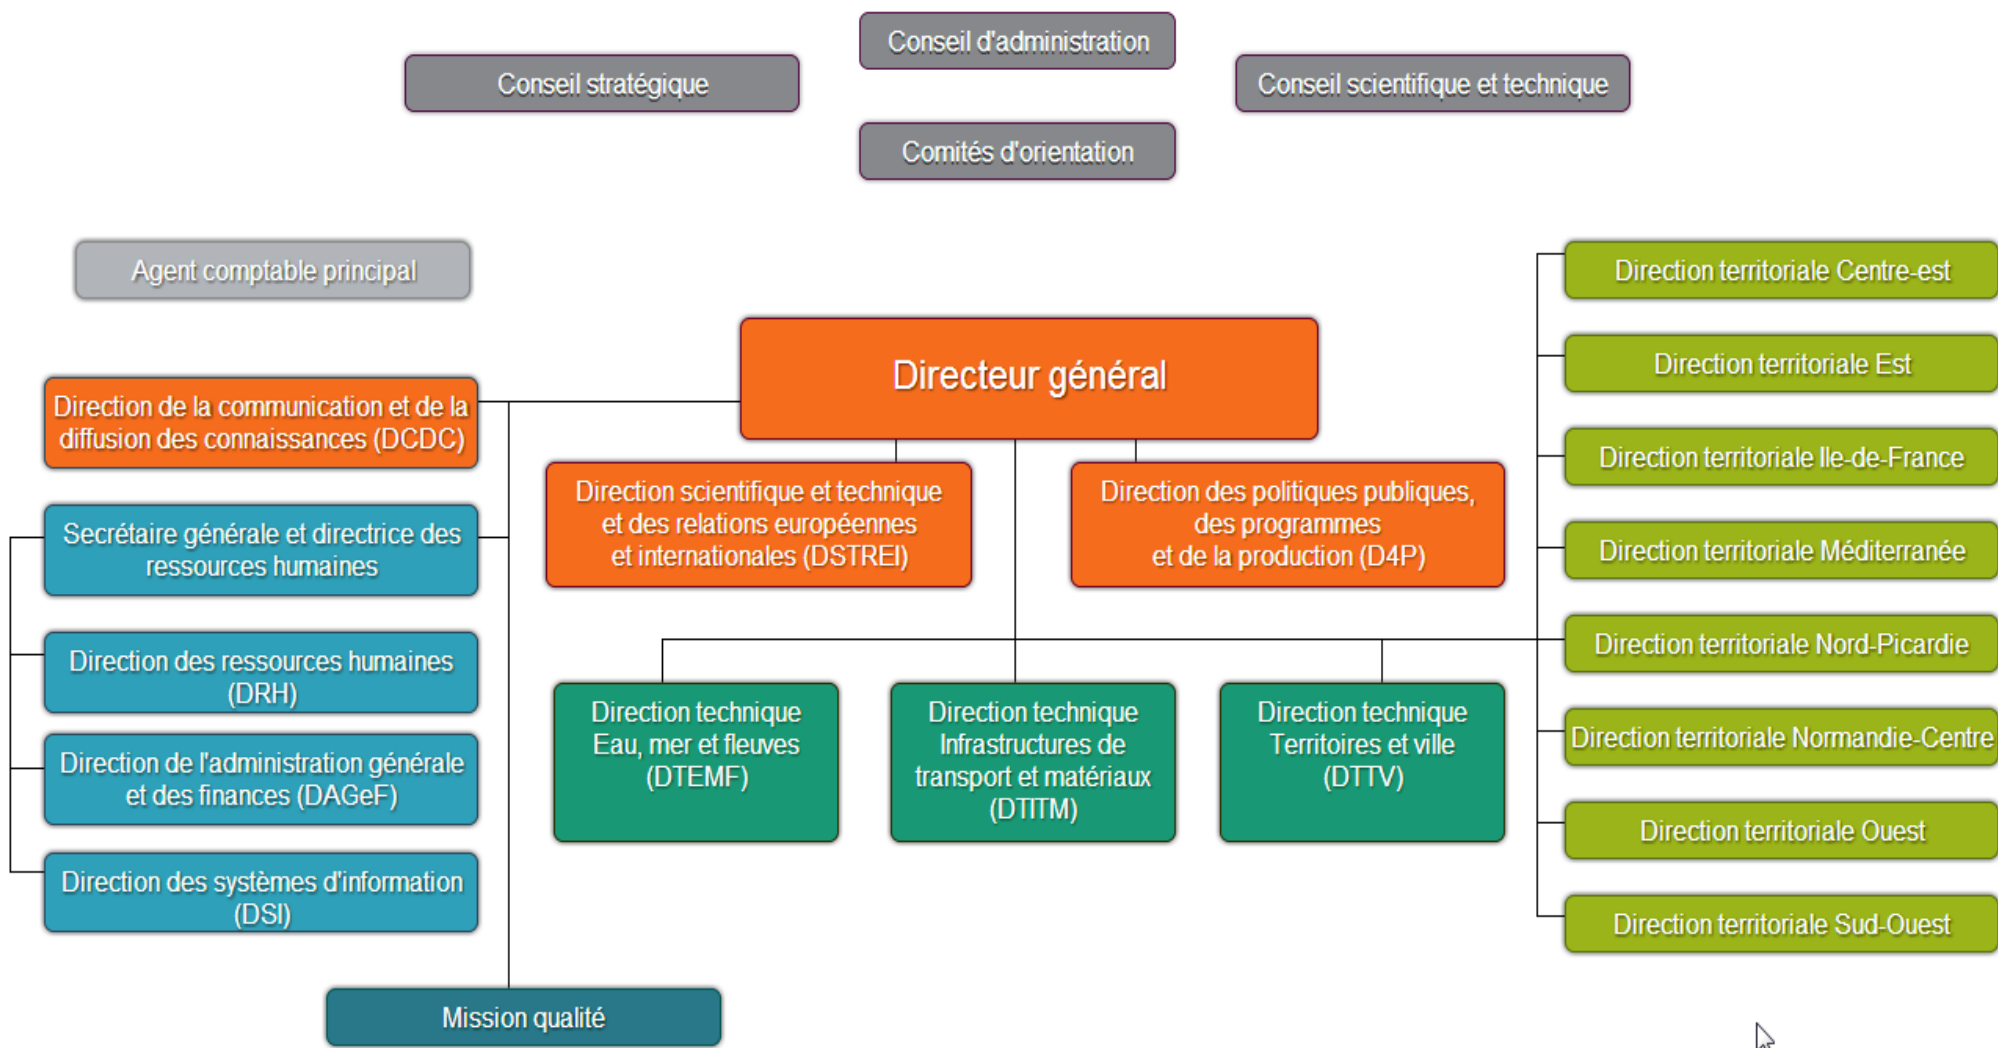 Conseil d'administration
Conseil stratégique
Conseil scientifique et technique
Comités d'orientation
Agent comptable principal
Directeur général
Direction de la communication et de la
diffusion des connaissances (DCDC)
Secrétaire générale et directrice des
ressources humaines
Direction des ressources humaines
(DRH)
Direction de l'administration générale
et des finances (DAGeF)
Direction des systèmes d'information
(DSI)
Mission qualité
Direction scientifique et technique
et des relations européennes
et internationales (DSTREI)
Direction des politiques publiques,
des programmes
et de la production (D4P)
Direction technique
Eau, mer et fleuves
(DTEMF)
Direction technique
Infrastructures de
transport et matériaux
(DTITM)
Direction technique
Territoires et ville
(DTTV)
Direction territoriale Centre-est
Direction territoriale Est
Direction territoriale Ile-de-France
Direction territoriale Méditerranée
Direction territoriale Nord-Picardie
Direction territoriale Normandie-Centre
Direction territoriale Ouest
Direction territoriale Sud-Ouest